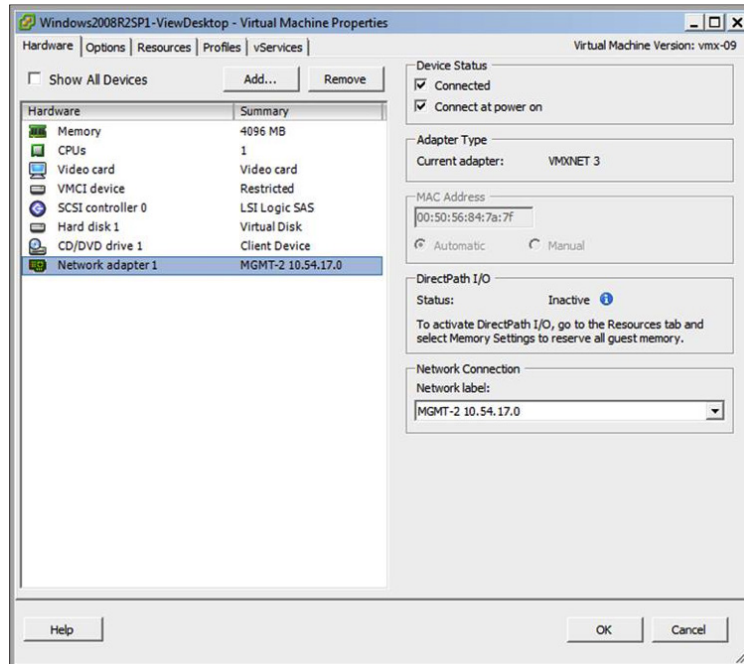 Windows2008R2SP1-ViewDesktop - Virtual Machine Properties
Hardware Options Resources Profiles vServices
Virtual Machine Version: vmx-09
Show All Devices
Add...
Remove
Hardware Summary
Memory 4096 MB
CPUs 1
Video card Video card
VMCI device Restricted
SCSI controller 0 LSI Logic SAS
Hard disk 1 Virtual Disk
CD/DVD drive 1 Client Device
Network adapter 1 MGMT-2 10.54.17.0
Device Status
Connected
Connect at power on
Adapter Type
Current adapter: VMXNET 3
MAC Address
00:50:56:84:7a:7f
Automatic Manual
DirectPath I/O
Status: Inactive
To activate DirectPath I/O, go to the Resources tab and
select Memory Settings to reserve all guest memory.
Network Connection
Network label:
MGMT-2 10.54.17.0
Help
OK
Cancel